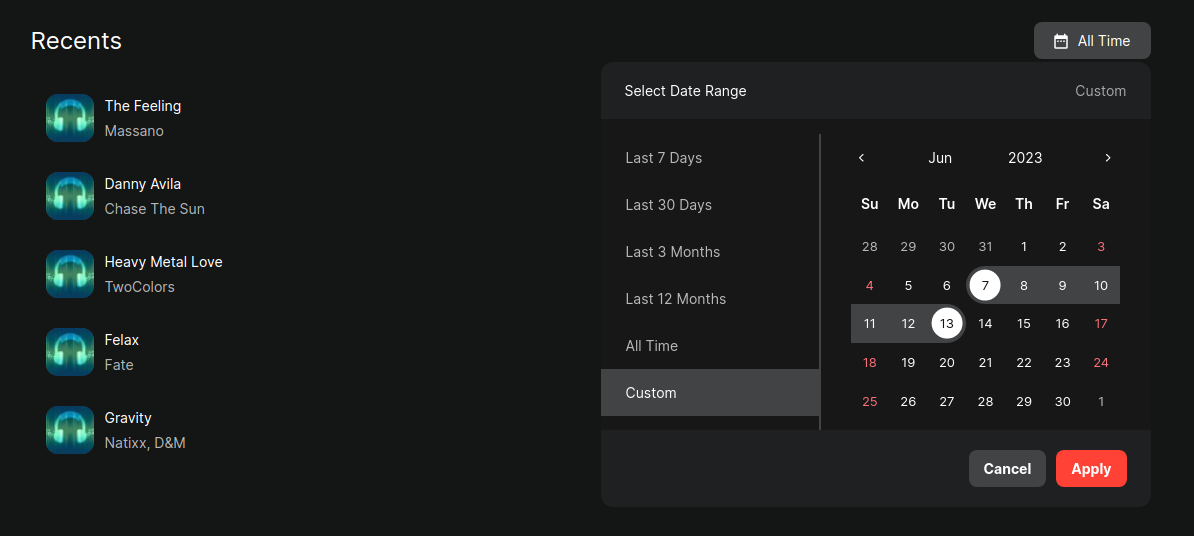 Recents
All Time
The Feeling
Massano
Danny Avila
Chase The Sun
Heavy Metal Love
TwoColors
Felax
Fate
Gravity
Natixx, D&M
Select Date Range
Custom
Last 7 Days
Last 30 Days
Last 3 Months
Last 12 Months
All Time
Custom
Jun 2023
Su Mo Tu We Th Fr Sa
28 29 30 31 1 2 3
4 5 6 7 8 9 10
11 12 13 14 15 16 17
18 19 20 21 22 23 24
25 26 27 28 29 30 1
Cancel Apply